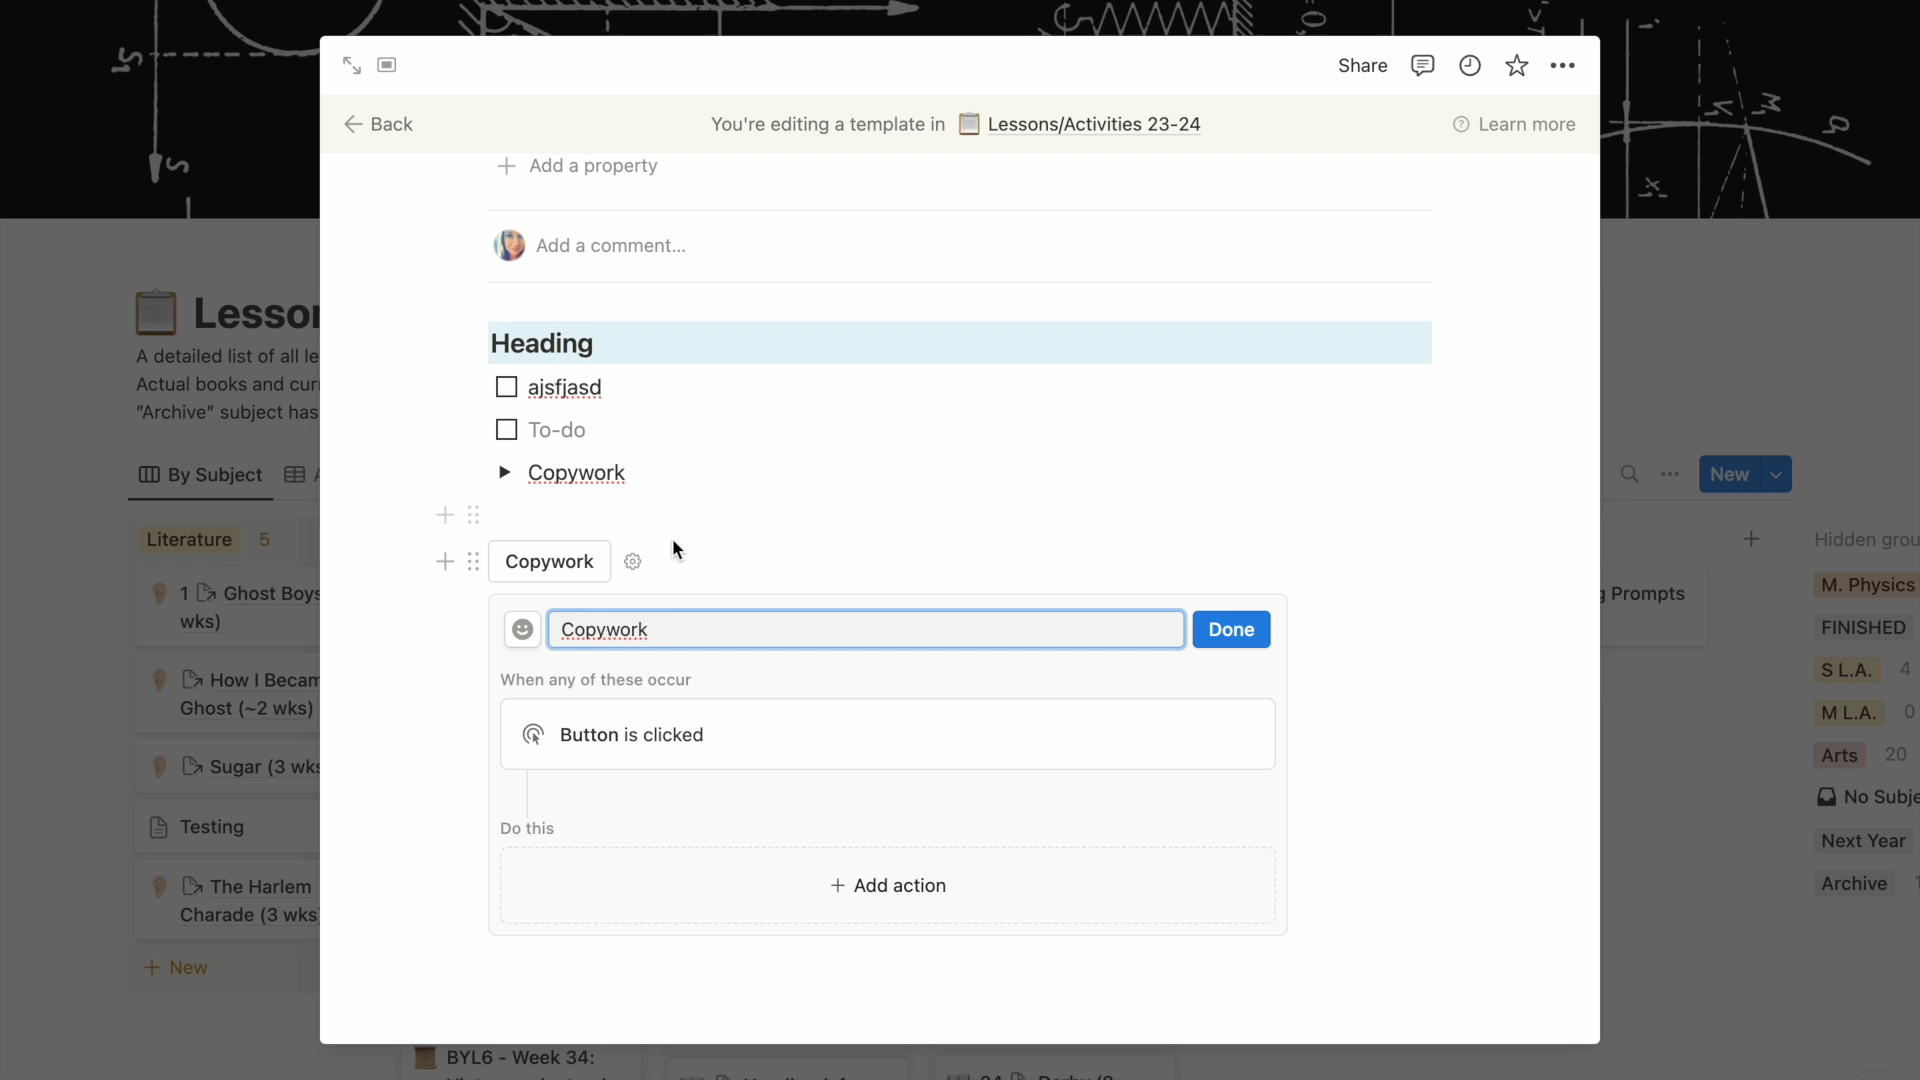 Share
Back
You're editing a template in Lessons/Activities 23-24
Learn more
Add a property
Add a comment...
Heading
ajsfjasd
To-do
Copywork
Copywork
Copywork
Done
When any of these occur
Button is clicked
Do this
Add action
Lesson
A detailed list of all le
Actual books and cur
"Archive" subject has
By Subject
New
Literature 5
1 Ghost Boys
wks)
How I Becam
Ghost (~2 wks)
Sugar (3 wks
Testing
The Harlem
Charade (3 wks
New
g Prompts
Hidden grou
M. Physics
FINISHED
S L.A. 4
M L.A. 0
Arts 20
No Subje
Next Year
Archive 1
BYL6 - Week 34: